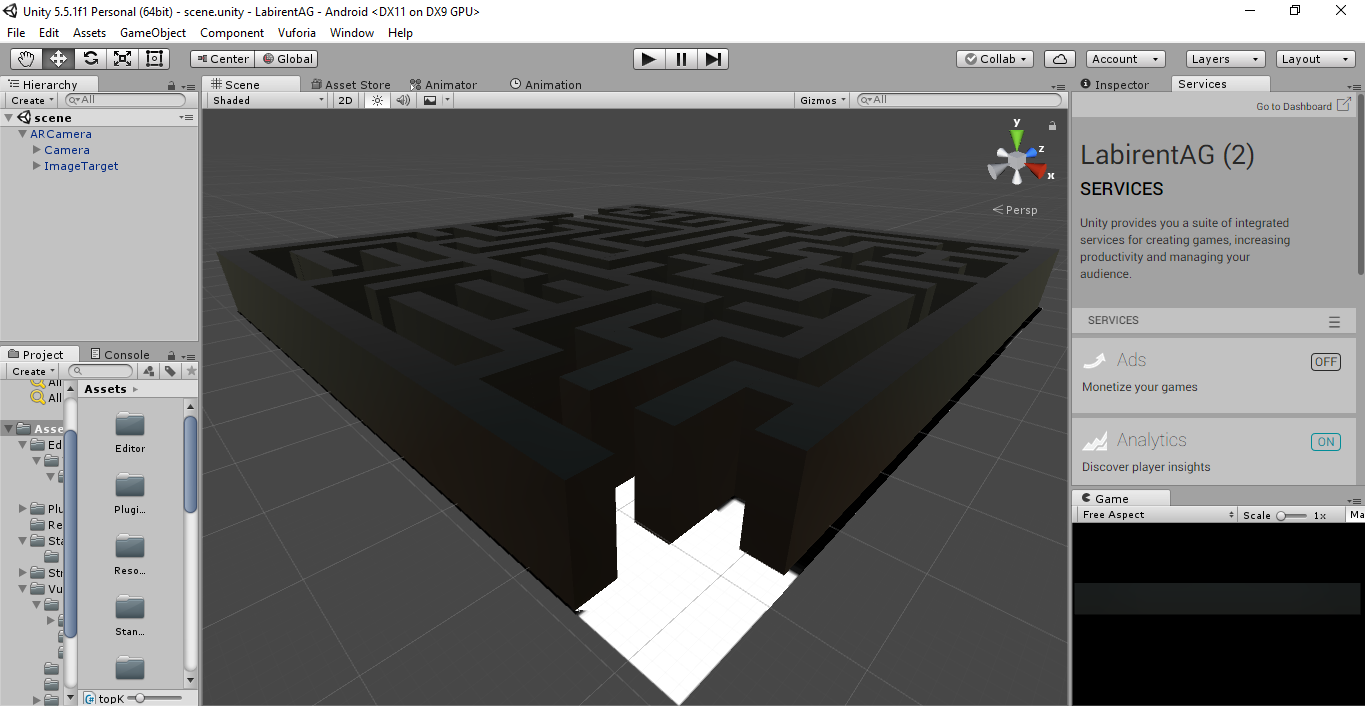 Unity 5.5.1f1 Personal (64bit) - scene.unity - LabirentAG - Android <DX11 on DX9 GPU>
File Edit Assets GameObject Component Vuforia Window Help
Center Global Collab Account Layers Layout
Hierarchy
Create All
scene
ARCamera
Camera
ImageTarget
Scene Asset Store Animator Animation
Shaded 2D Gizmos All
y
z
x
Persp
Inspector Services
Go to Dashboard
LabirentAG (2)
SERVICES
Unity provides you a suite of integrated
services for creating games, increasing
productivity and managing your
audience.
SERVICES
Ads OFF
Monetize your games
Analytics ON
Discover player insights
Project Console
Create
All
All
Asse
Ed
Plu
Re
Sta
Str
Vu
Assets
Editor
Plugi...
Reso...
Stan...
topK
Game
Free Aspect Scale 1x Ma